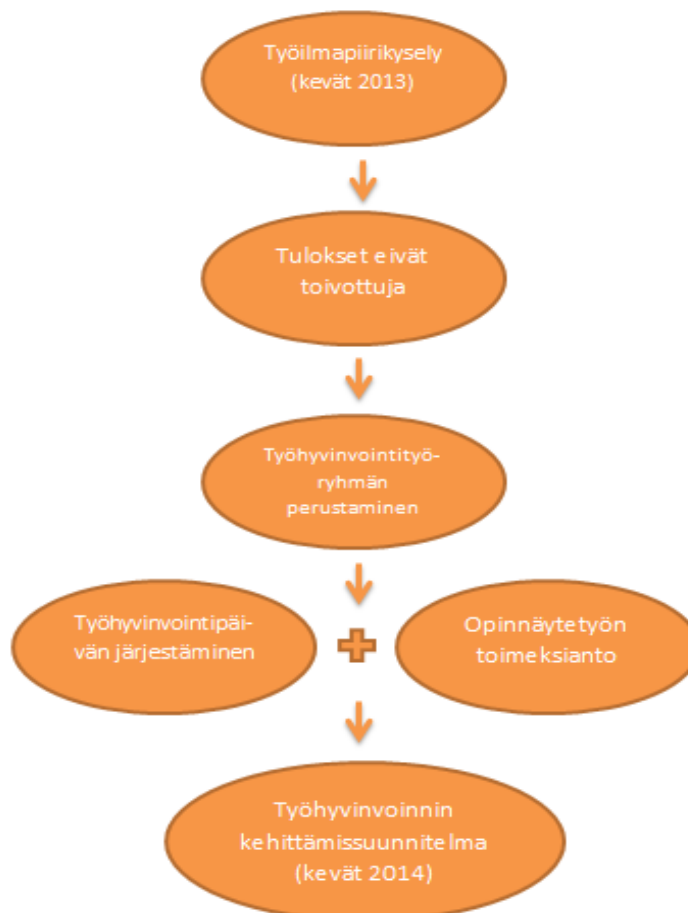 Työilmapiirikysely
(kevät 2013)
Tulokset eivät
toivottuja
Työhyvinvointityö-
ryhmän
perustaminen
Työhyvinvointipäi-
vän järjestäminen
Opinnäytetyön
toimeksianto
Työhyvinvoinnin
kehittämissuunnitelma
(kevät 2014)